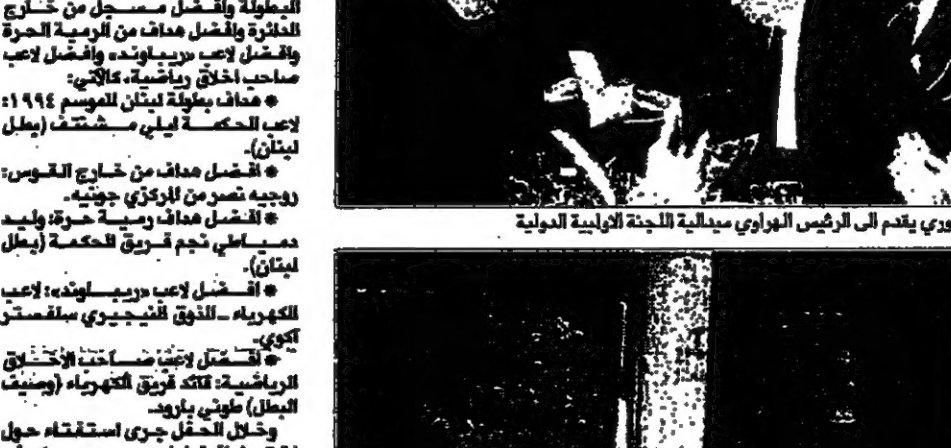 البطولة وافضل مسجل من خارج
الدائرة وافضل هداف من الرمية الحرة
وافضل لاعب «ريباوند» وافضل لاعب
صاحب اخلاق رياضية، كالآتي:
* هداف بطولة لبنان للموسم ١٩٩٤:
لاعب الحكمة ايلي مشنتف (بطل
لبنان).
* افضل هداف من خارج القوس:
روجيه نصر من المركزي جونيه.
* افضل هداف رمية حرة: وليد
دمياطي نجم فريق الحكمة (بطل
لبنان).
* افضل لاعب «ريباوند»: لاعب
الكهرباء ـ الذوق النيجيري سلفستر
آكوي.
* افضل لاعب صاحب الاخلاق
الرياضية: قائد فريق الكهرباء (وصيف
البطل) طوني بارود.
وخلال الحفل جرى استفتاء حول
وري يقدم الى الرئيس الهراوي ميدالية اللجنة الاولمبية الدولية